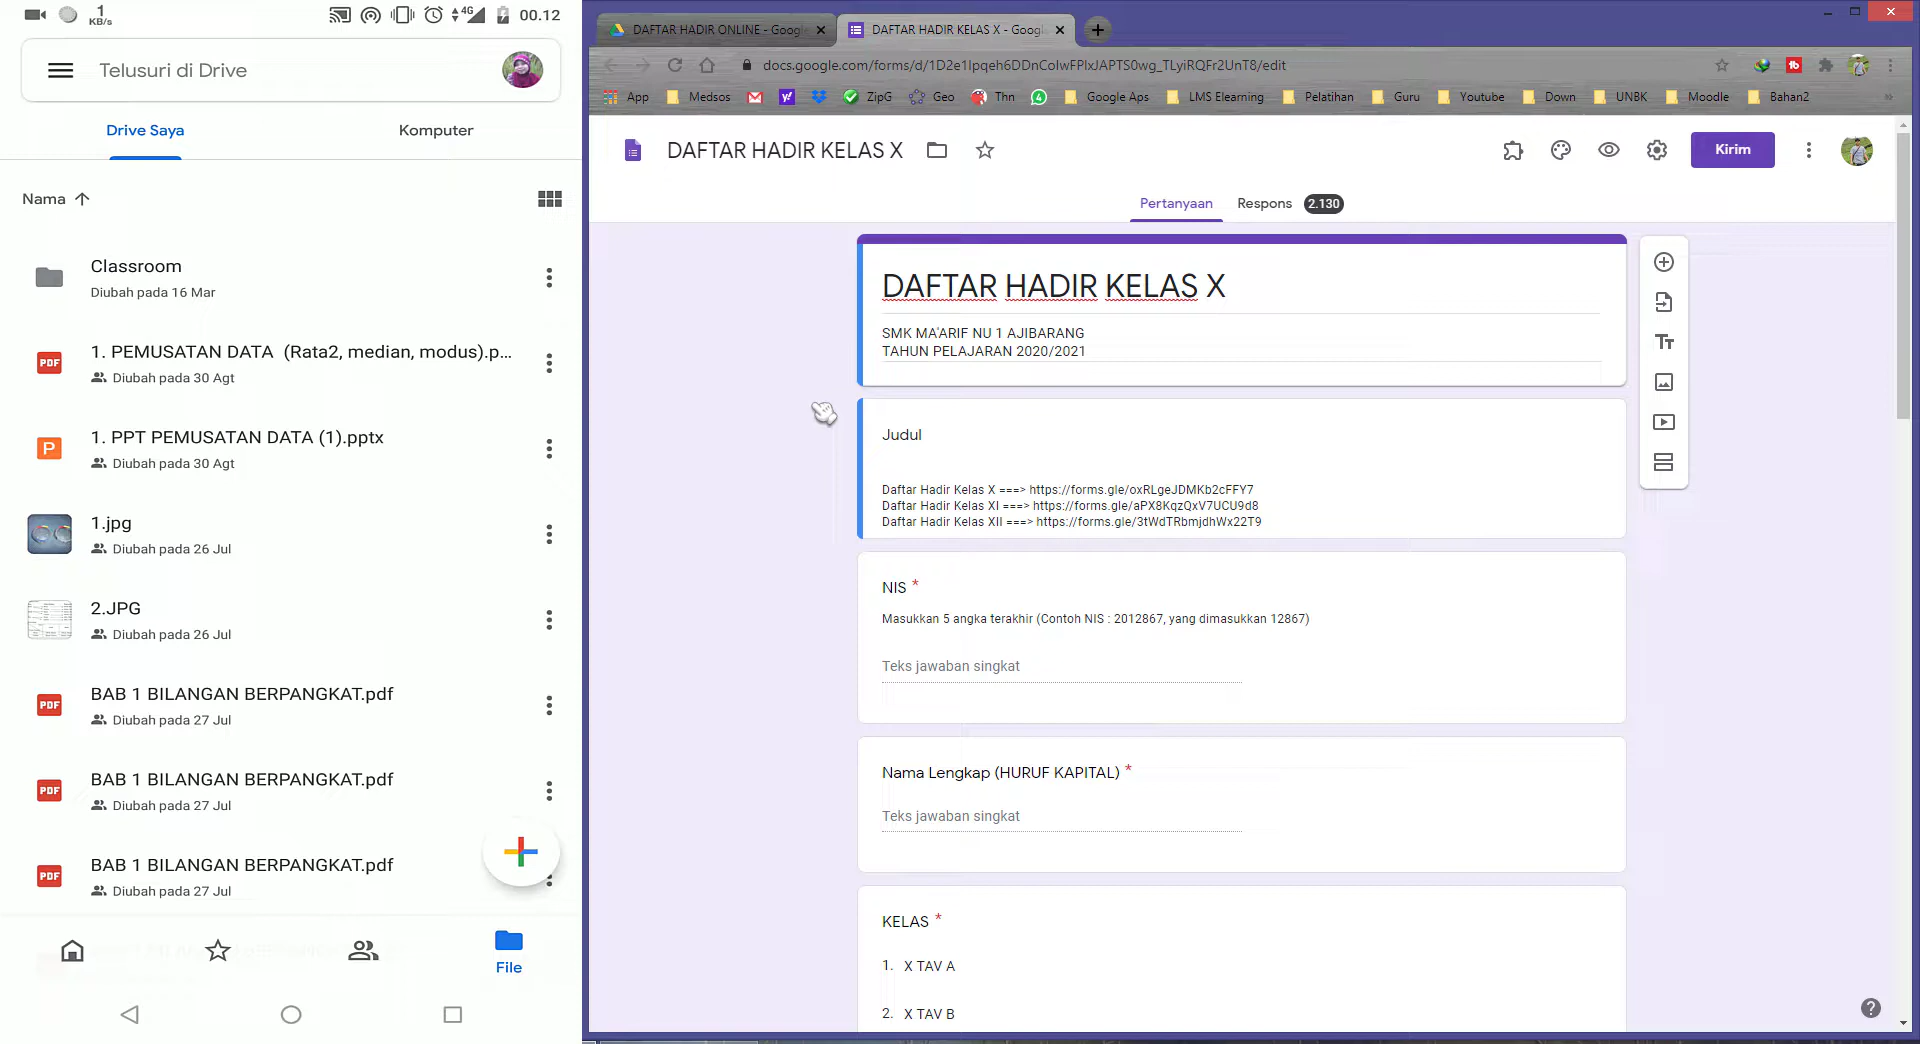 1
KB/s
4G
00.12
Telusuri di Drive
Drive Saya
Komputer
Nama
Classroom
Diubah pada 16 Mar
PDF
1. PEMUSATAN DATA (Rata2, median, modus).p...
Diubah pada 30 Agt
P
1. PPT PEMUSATAN DATA (1).pptx
Diubah pada 30 Agt
1.jpg
Diubah pada 26 Jul
2.JPG
Diubah pada 26 Jul
PDF
BAB 1 BILANGAN BERPANGKAT.pdf
Diubah pada 27 Jul
PDF
BAB 1 BILANGAN BERPANGKAT.pdf
Diubah pada 27 Jul
PDF
BAB 1 BILANGAN BERPANGKAT.pdf
Diubah pada 27 Jul
File
DAFTAR HADIR ONLINE - Googl
DAFTAR HADIR KELAS X - Googl
docs.google.com/forms/d/1D2e1Ipqeh6DDnColwFPlxJAPTS0wg_TLyiRQFr2UnT8/edit
App
Medsos
ZipG
Geo
Thn
4
Google Aps
LMS Elearning
Pelatihan
Guru
Youtube
Down
UNBK
Moodle
Bahan2
DAFTAR HADIR KELAS X
Kirim
Pertanyaan
Respons
2.130
DAFTAR HADIR KELAS X
SMK MA'ARIF NU 1 AJIBARANG
TAHUN PELAJARAN 2020/2021
Judul
Daftar Hadir Kelas X ===> https://forms.gle/oxRLgeJDMKb2cFFY7
Daftar Hadir Kelas XI ===> https://forms.gle/aPX8KqzQxV7UCU9d8
Daftar Hadir Kelas XII ===> https://forms.gle/3tWdTRbmjdhWx22T9
NIS *
Masukkan 5 angka terakhir (Contoh NIS : 2012867, yang dimasukkan 12867)
Teks jawaban singkat
Nama Lengkap (HURUF KAPITAL) *
Teks jawaban singkat
KELAS *
1. X TAV A
2. X TAV B